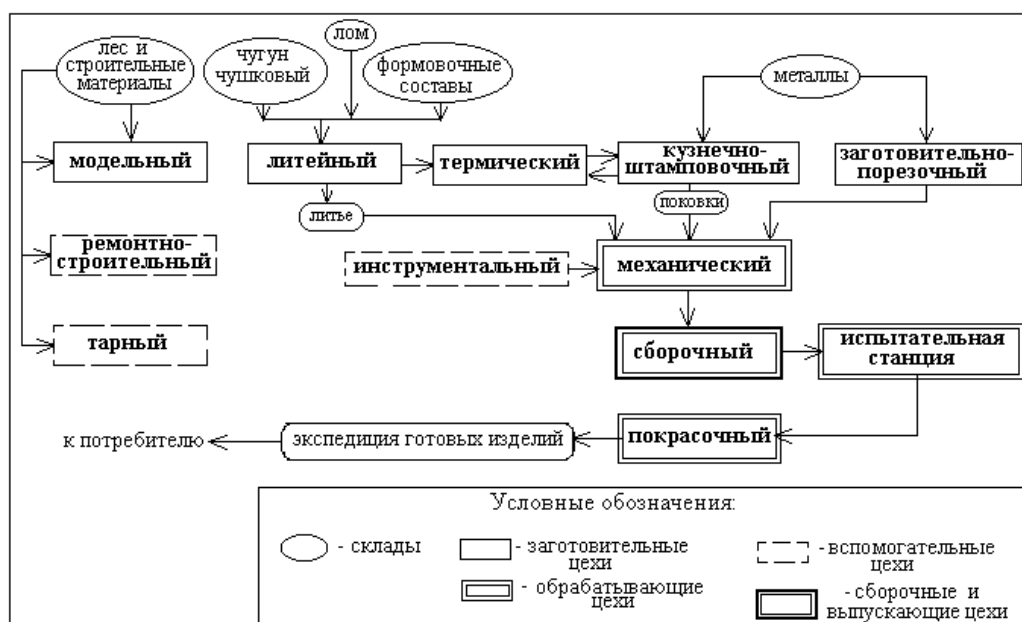 лес и
строительные
материалы
чугун
чушковый
лом
формовочные
составы
металлы
модельный
литейный
термический
кузнечно-
штамповочный
заготовительно-
порезочный
литье
поковки
ремонтно-
строительный
инструментальный
механический
тарный
сборочный
испытательная
станция
к потребителю
экспедиция готовых изделий
покрасочный
Условные обозначения:
- склады
- заготовительные
цехи
- вспомогательные
цехи
- обрабатывающие
цехи
- сборочные и
выпускающие цехи